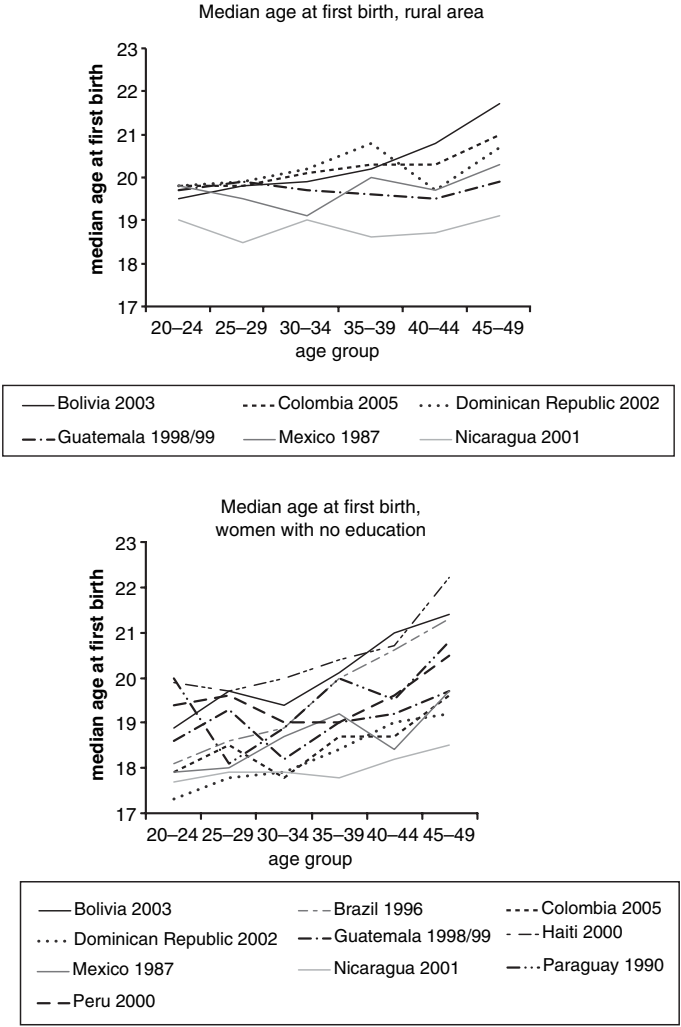 Median age at first birth, rural area
median age at first birth
23
22
21
20
19
18
17
20–24 25–29 30–34 35–39 40–44 45–49
age group
Bolivia 2003 Colombia 2005 Dominican Republic 2002
Guatemala 1998/99 Mexico 1987 Nicaragua 2001
Median age at first birth,
women with no education
median age at first birth
23
22
21
20
19
18
17
20–24 25–29 30–34 35–39 40–44 45–49
age group
Bolivia 2003 Brazil 1996 Colombia 2005
Dominican Republic 2002 Guatemala 1998/99 Haiti 2000
Mexico 1987 Nicaragua 2001 Paraguay 1990
Peru 2000